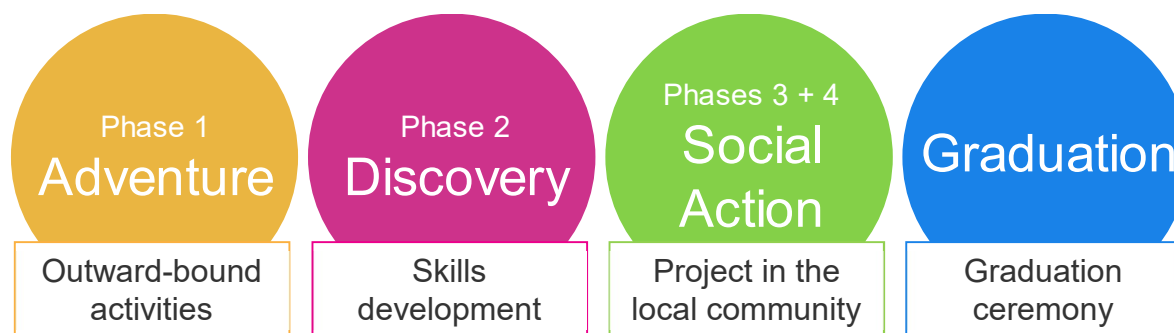 Phase 1
Adventure
Outward-bound
activities
Phase 2
Discovery
Skills
development
Phases 3 + 4
Social
Action
Project in the
local community
Graduation
Graduation
ceremony